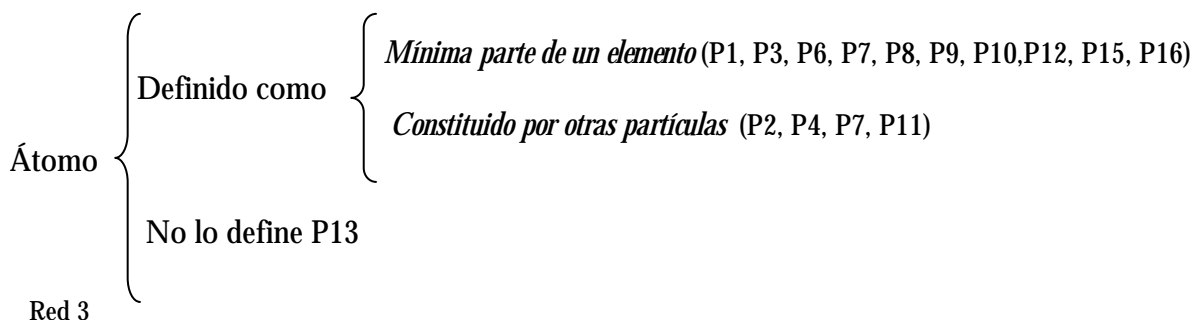 Mínima parte de un elemento (P1, P3, P6, P7, P8, P9, P10,P12, P15, P16)
Definido como
Constituido por otras partículas (P2, P4, P7, P11)
Átomo
No lo define P13
Red 3